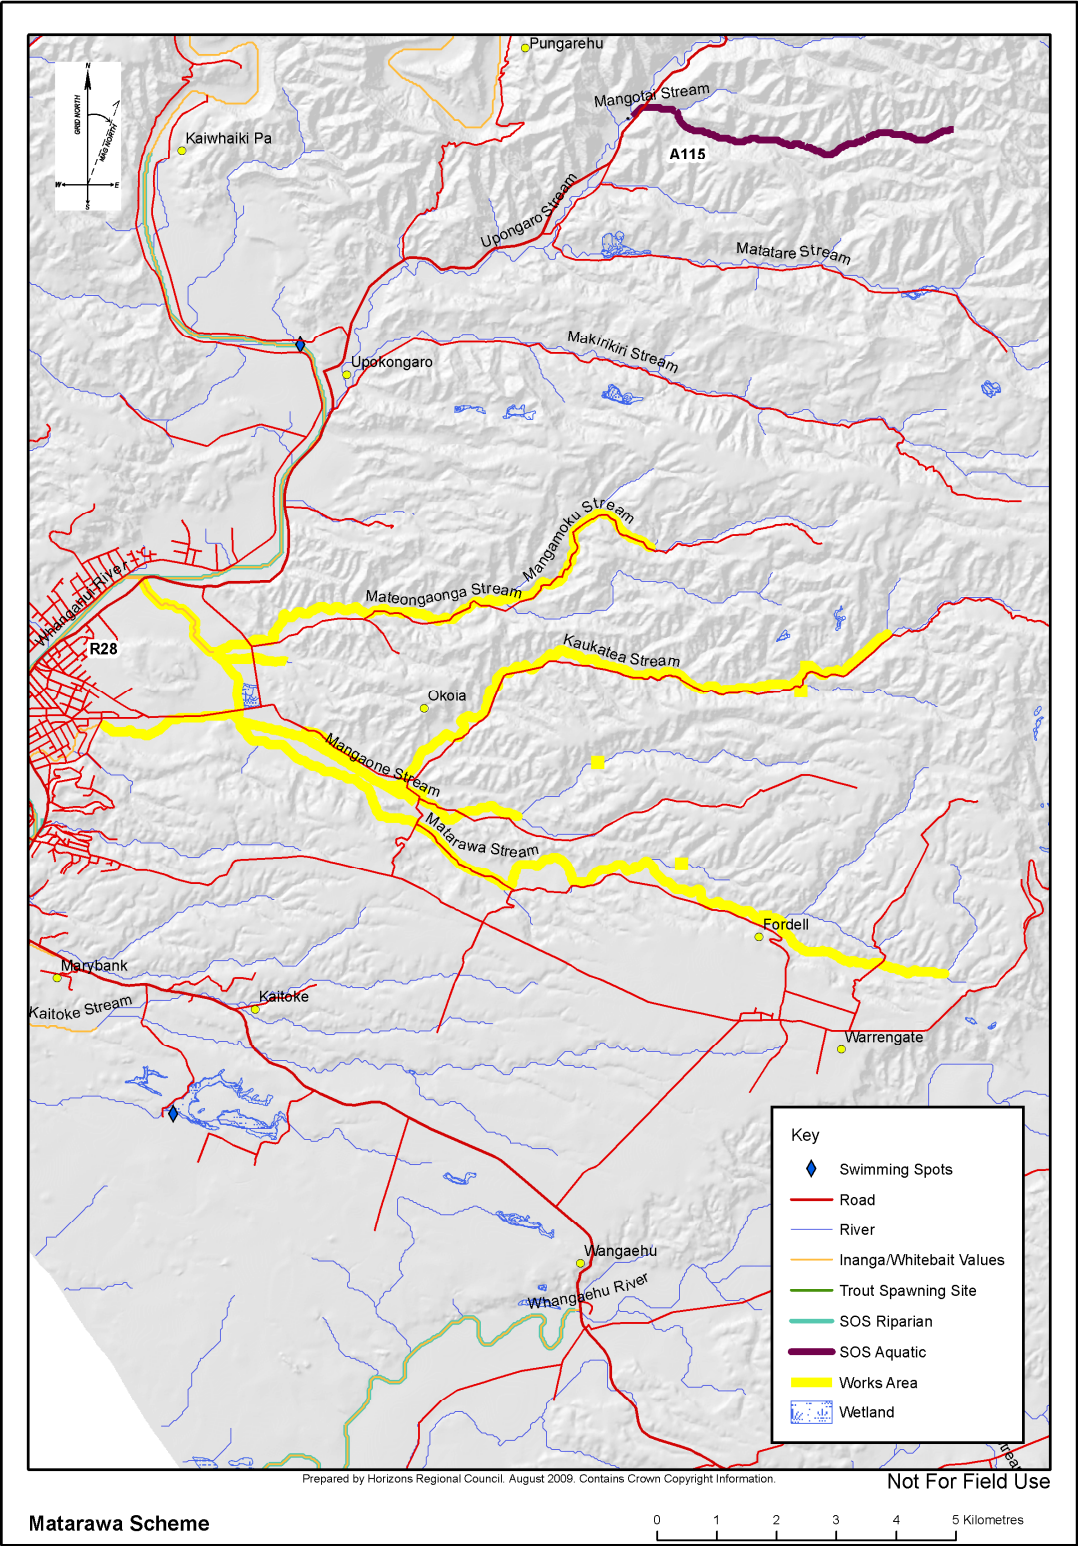 Pungarehu
N
GRID NORTH
MAG NORTH
W
E
S
Mangotai Stream
Kaiwhaiki Pa
A115
Upongaro Stream
Matatare Stream
Makirikiri Stream
Upokongaro
Mangamoku Stream
Whanganui River
Mateongaonga Stream
R28
Kaukatea Stream
Okoia
Mangaone Stream
Matarawa Stream
Fordell
Marybank
Kaitoke
Kaitoke Stream
Warrengate
Wangaehu
Whangaehu River
Key
Swimming Spots
Road
River
Inanga/Whitebait Values
Trout Spawning Site
SOS Riparian
SOS Aquatic
Works Area
Wetland
Prepared by Horizons Regional Council. August 2009. Contains Crown Copyright Information.
Not For Field Use
Matarawa Scheme
0 1 2 3 4 5 Kilometres